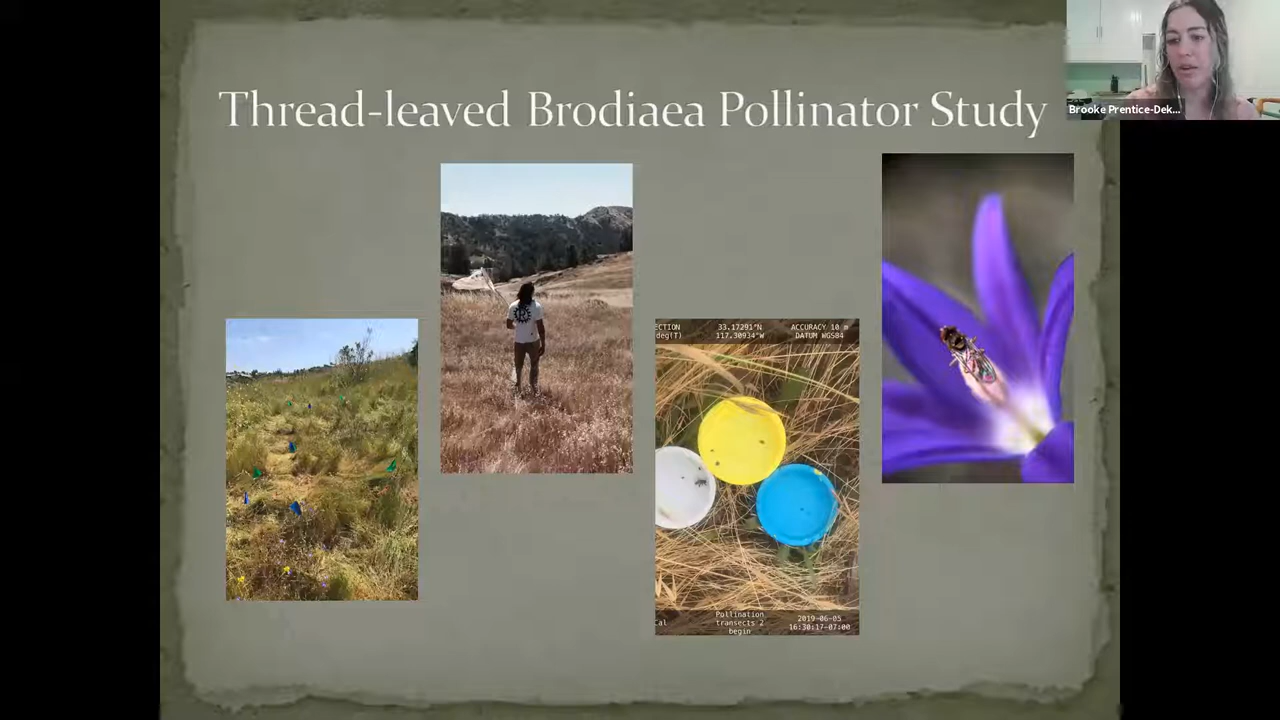 Thread-leaved Brodiaea Pollinator Study
Brooke Prentice-Dek...
ECTION 33.17291°N ACCURACY 10 m
deg(T) 117.30934°W DATUM WGS84
Cal Pollination transects 2 begin 2019-06-05 16:30:17-07:00